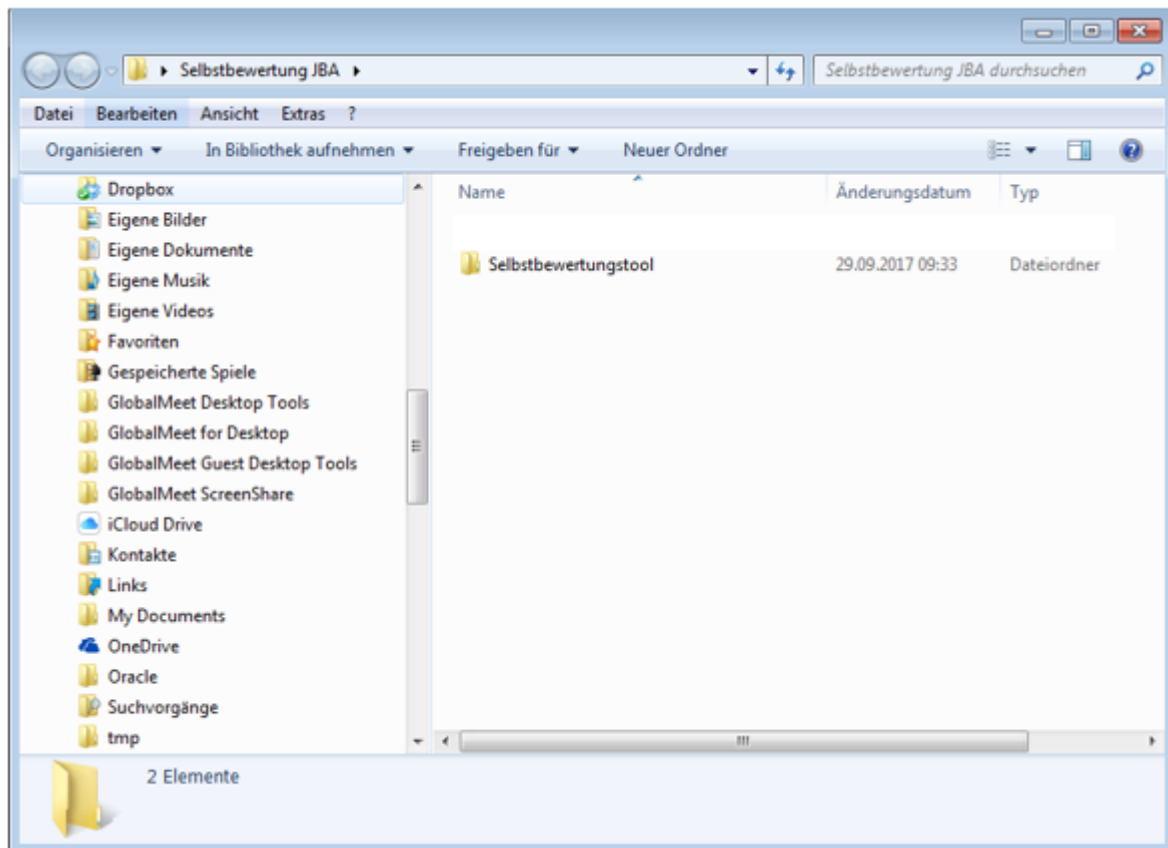 Selbstbewertung JBA
Selbstbewertung JBA durchsuchen
Datei Bearbeiten Ansicht Extras ?
Organisieren In Bibliothek aufnehmen Freigeben für Neuer Ordner
Dropbox
Eigene Bilder
Eigene Dokumente
Eigene Musik
Eigene Videos
Favoriten
Gespeicherte Spiele
GlobalMeet Desktop Tools
GlobalMeet for Desktop
GlobalMeet Guest Desktop Tools
GlobalMeet ScreenShare
iCloud Drive
Kontakte
Links
My Documents
OneDrive
Oracle
Suchvorgänge
tmp
Name Änderungsdatum Typ
Selbstbewertungstool 29.09.2017 09:33 Dateiordner
2 Elemente